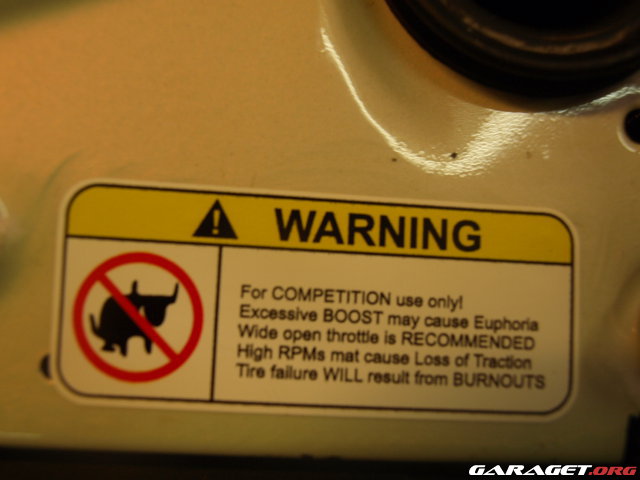 WARNING
For COMPETITION use only!
Excessive BOOST may cause Euphoria
Wide open throttle is RECOMMENDED
High RPMs mat cause Loss of Traction
Tire failure WILL result from BURNOUTS
GARAGET.ORG